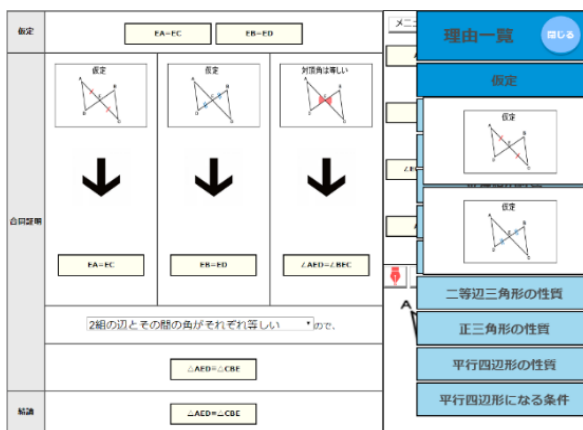 仮定
EA=EC
EB=ED
合同証明
仮定
仮定
対頂角は等しい
EA=EC
EB=ED
∠AED=∠BEC
2組の辺とその間の角がそれぞれ等しい
ので、
△AED≡△CBE
結論
△AED≡△CBE
メニ
理由一覧
閉じる
仮定
仮定
仮定
二等辺三角形の性質
正三角形の性質
平行四辺形の性質
平行四辺形になる条件
A